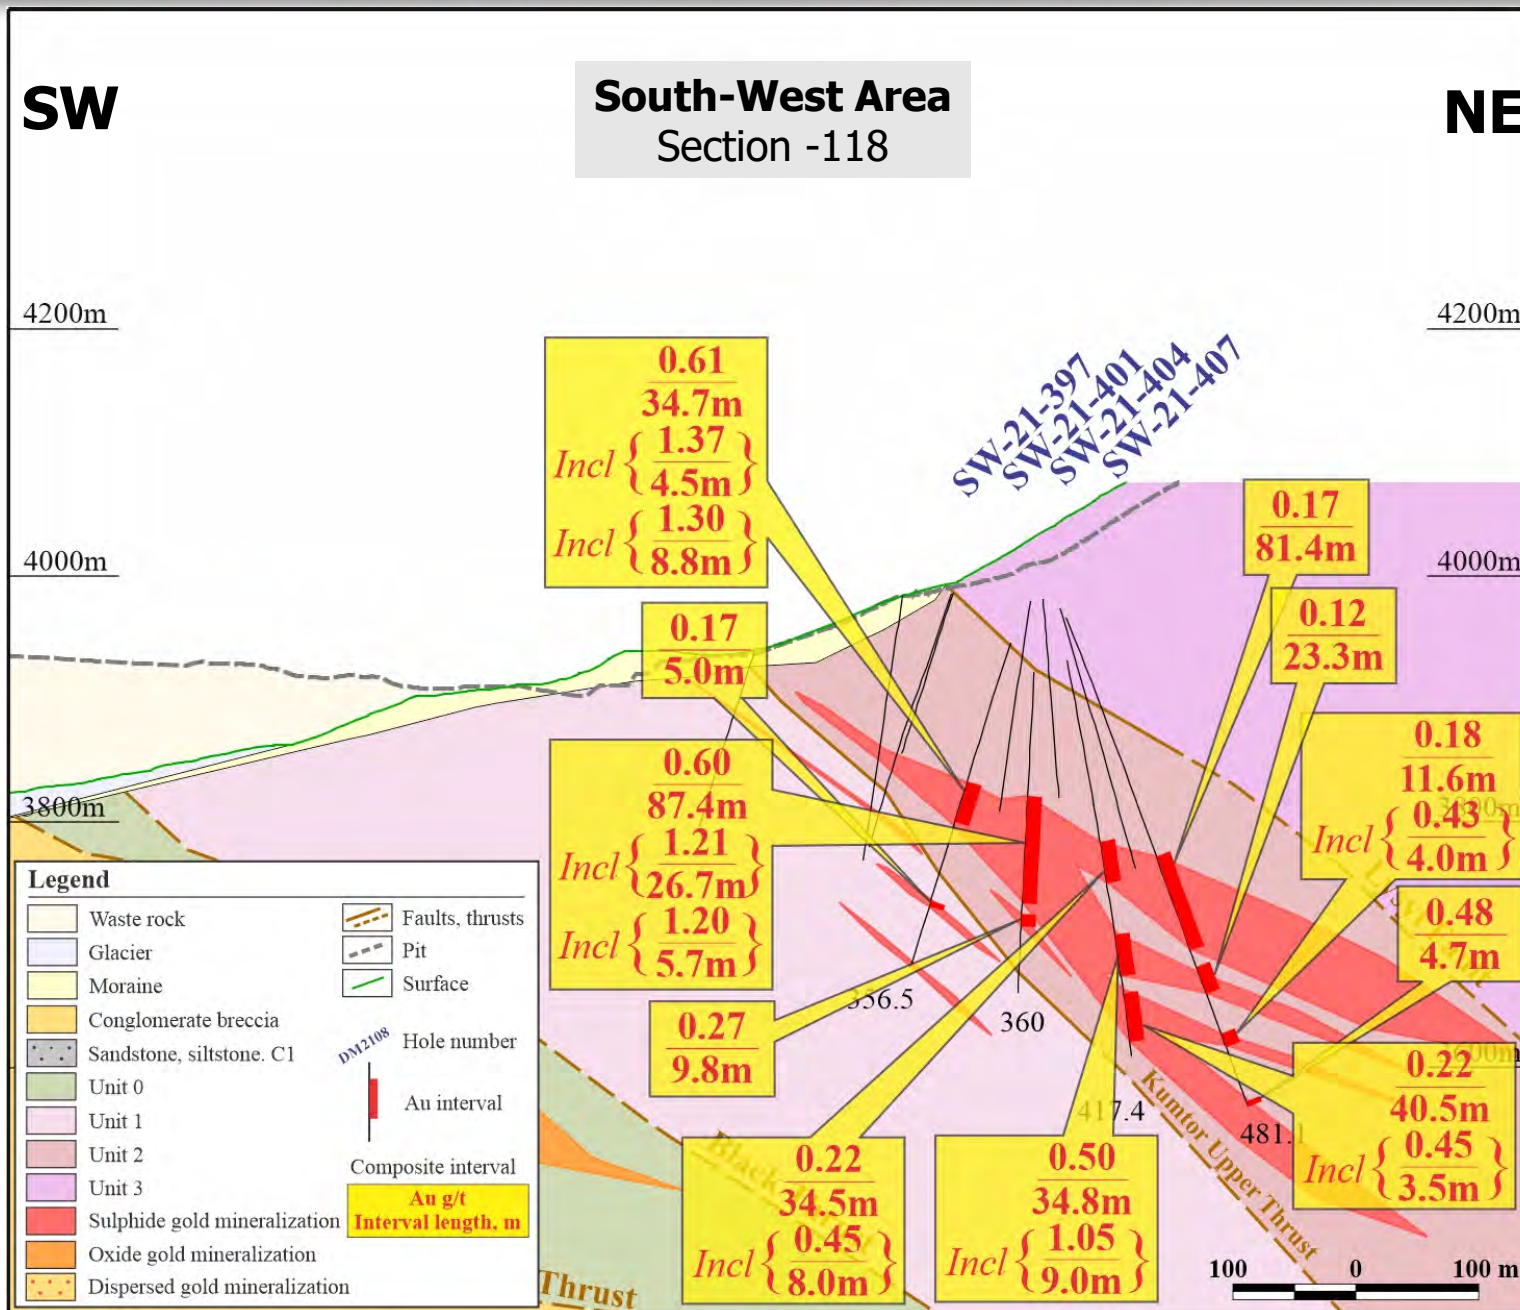 SW
South-West Area
Section -118
NE
4200m
4200m
SW-21-397
SW-21-401
SW-21-404
SW-21-407
0.61
34.7m
Incl { 1.37
4.5m }
Incl { 1.30
8.8m }
0.17
81.4m
4000m
4000m
0.12
23.3m
0.17
5.0m
0.18
11.6m
Incl { 0.43
4.0m }
0.60
87.4m
Incl { 1.21
26.7m }
Incl { 1.20
5.7m }
3800m
0.48
4.7m
0.27
9.8m
356.5
360
417.4
481.1
0.22
40.5m
Incl { 0.45
3.5m }
0.22
34.5m
Incl { 0.45
8.0m }
0.50
34.8m
Incl { 1.05
9.0m }
Kumtor Upper Thrust
Thrust
Legend
Waste rock
Glacier
Moraine
Conglomerate breccia
Sandstone, siltstone. C1
Unit 0
Unit 1
Unit 2
Unit 3
Sulphide gold mineralization
Oxide gold mineralization
Dispersed gold mineralization
Faults, thrusts
Pit
Surface
DM2108
Hole number
Au interval
Composite interval
Au g/t
Interval length, m
100 0 100 m